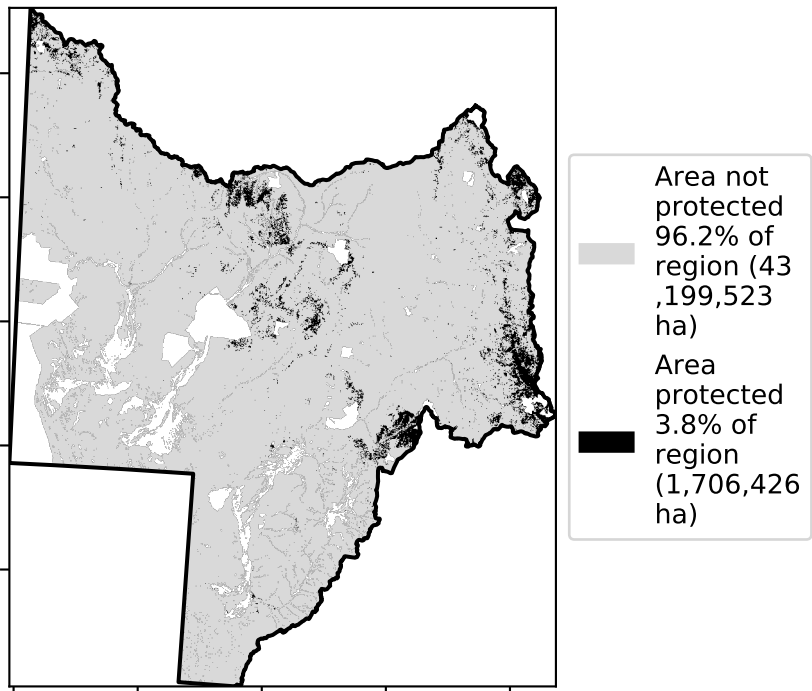 Area not
protected
96.2% of
region (43
,199,523
ha)
Area
protected
3.8% of
region
(1,706,426
ha)